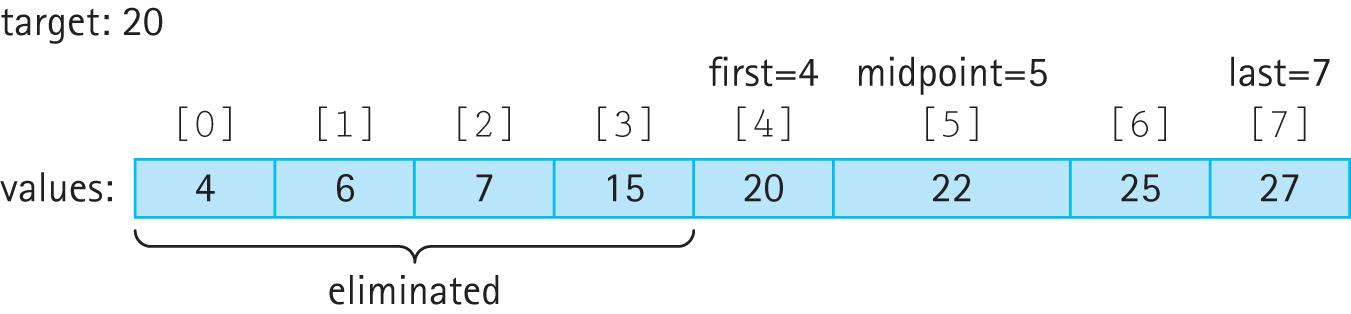 target: 20
first=4 midpoint=5 last=7
[0] [1] [2] [3] [4] [5] [6] [7]
values: 4 6 7 15 20 22 25 27
eliminated